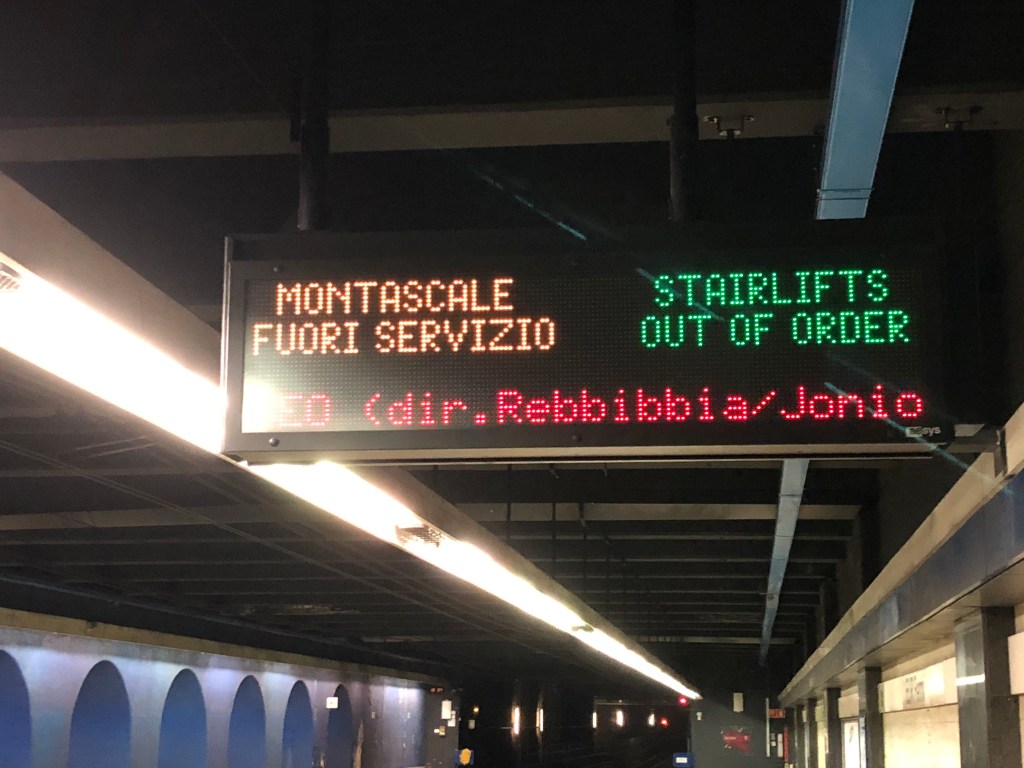 MONTASCALE
FUORI SERVIZIO
STAIRLIFTS
OUT OF ORDER
(dir.Rebbibbia/Jonio